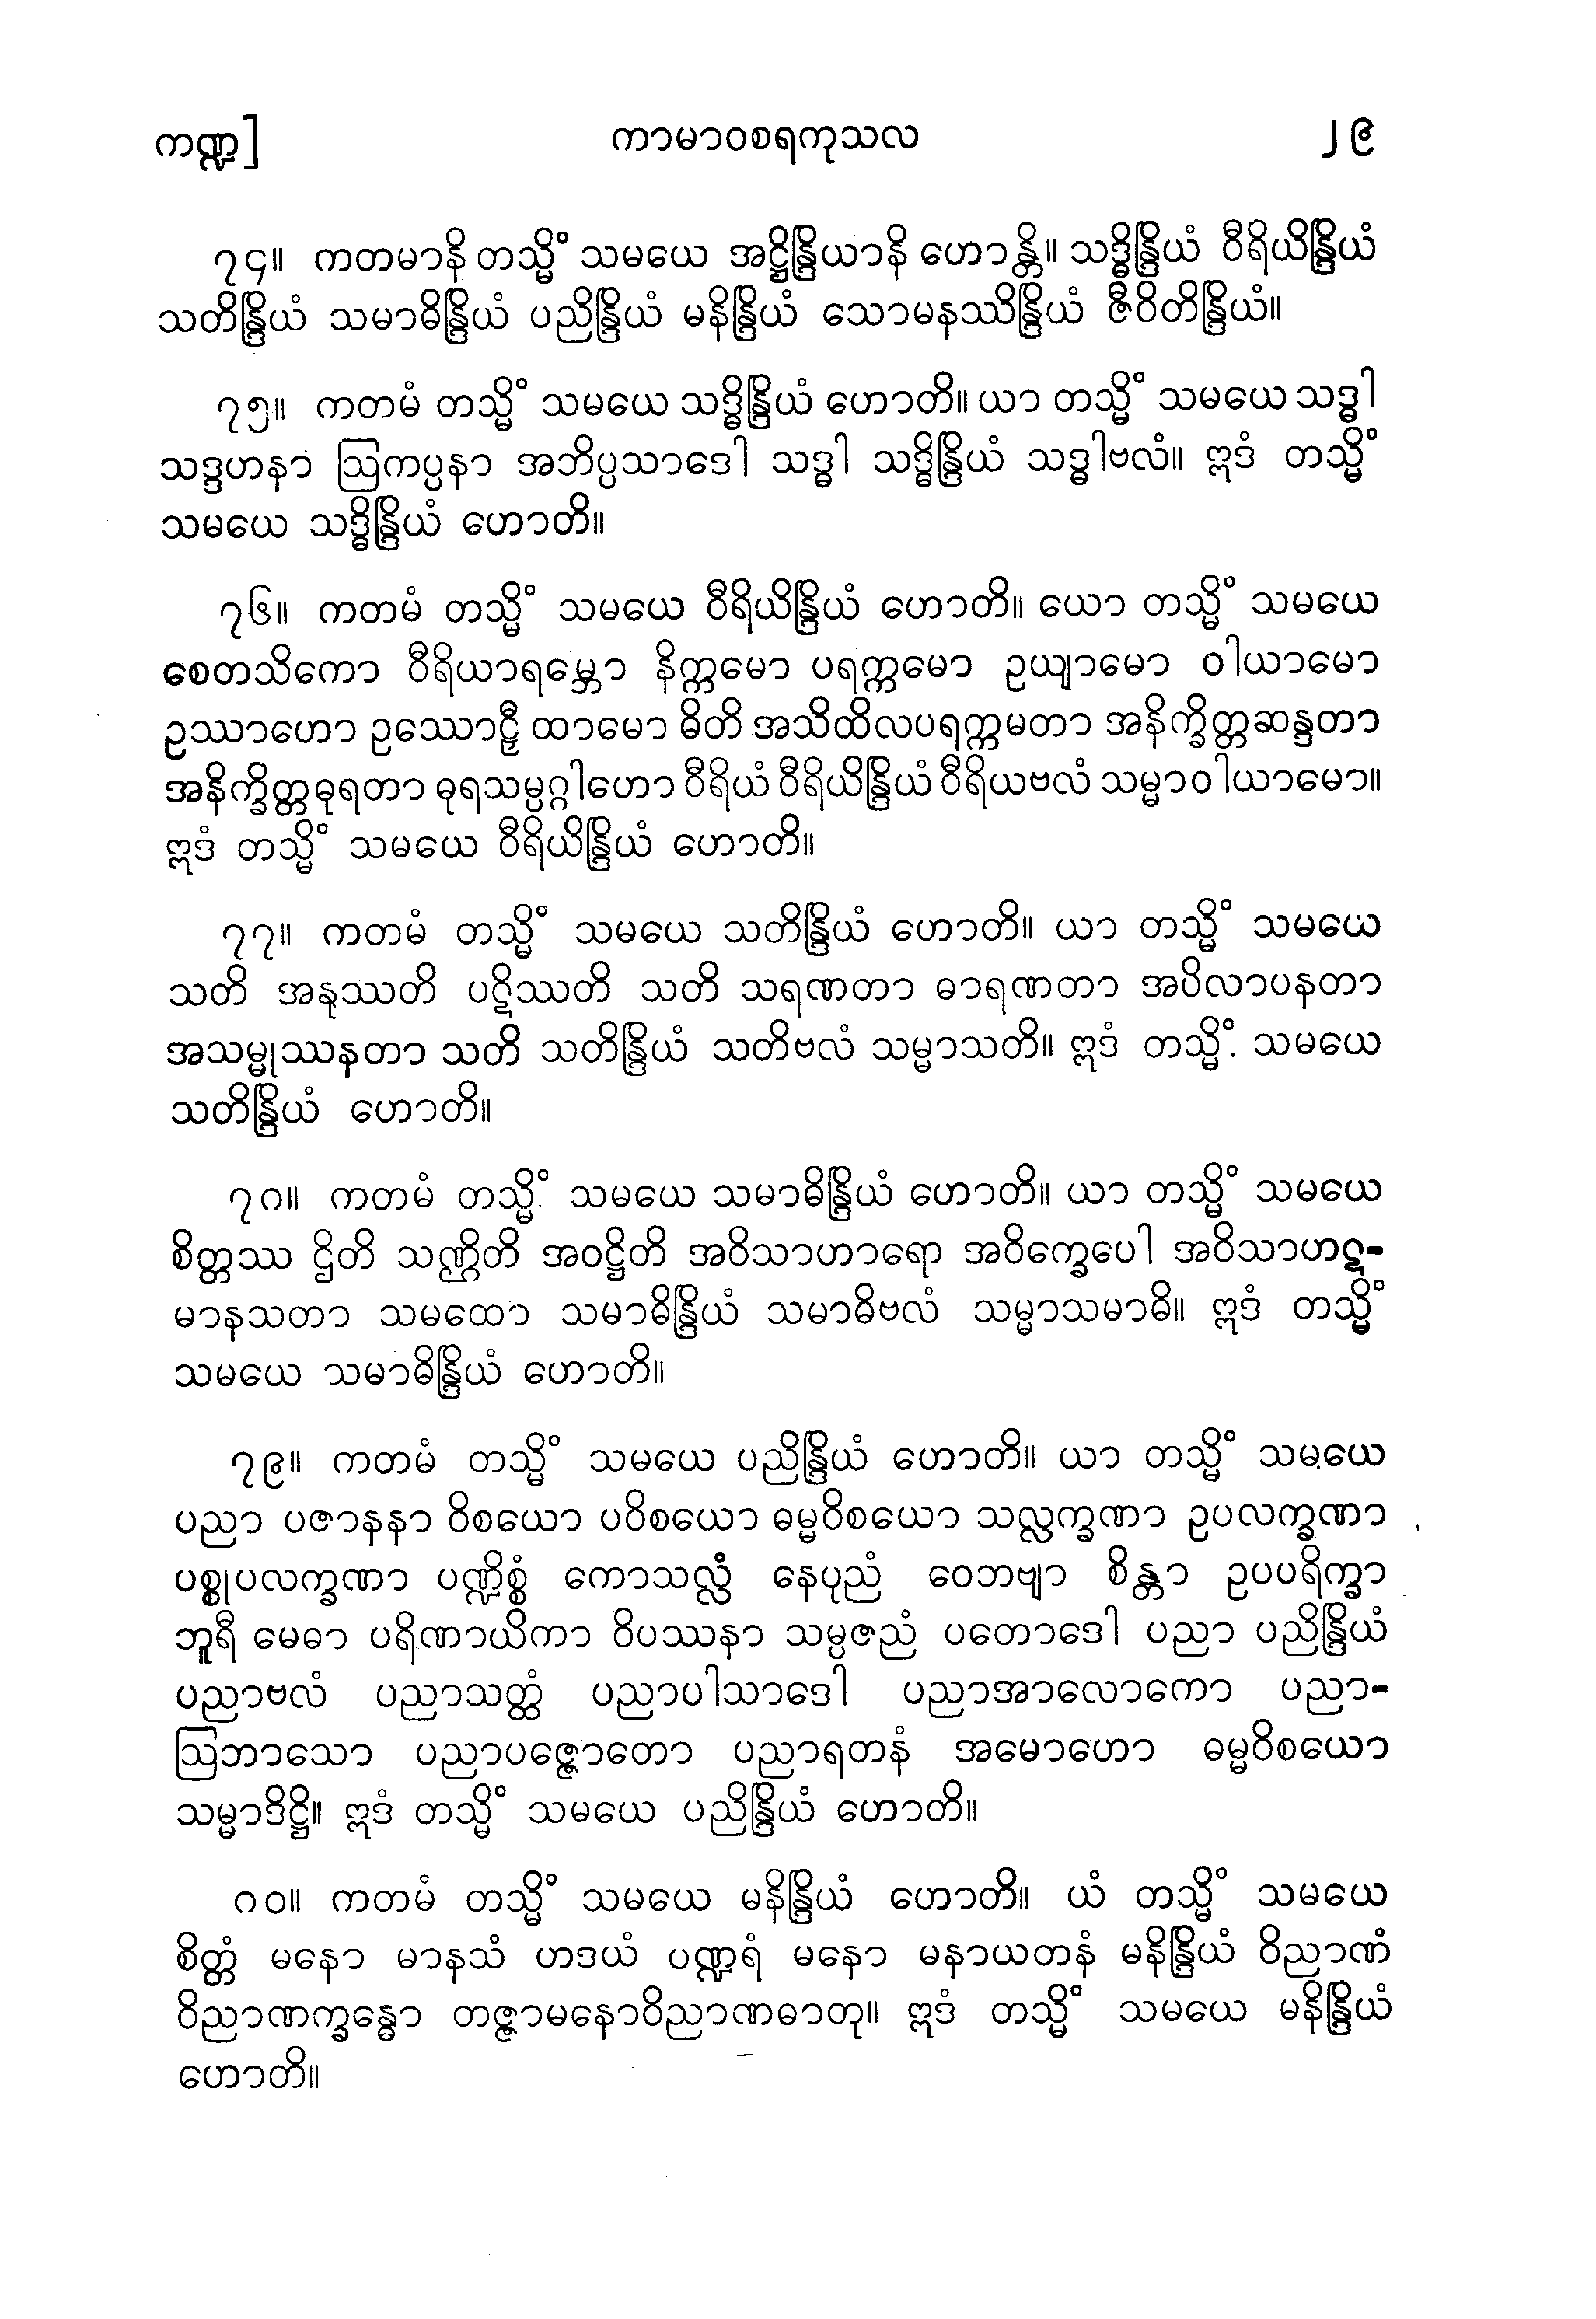 ကဏ္ဍ] ကာမာဝစရကုသလ ၂၉
၇၄။ ကတမာနိ တသ္မိံ သမယေ အဋ္ဌိန္ဒြိယာနိ ဟောန္တိ။ သဒ္ဓိန္ဒြိယံ ဝီရိယိန္ဒြိယံ
သတိန္ဒြိယံ သမာဓိန္ဒြိယံ ပညိန္ဒြိယံ မနိန္ဒြိယံ သောမနဿိန္ဒြိယံ ဇီဝိတိန္ဒြိယံ။
၇၅။ ကတမံ တသ္မိံ သမယေ သဒ္ဓိန္ဒြိယံ ဟောတိ။ ယာ တသ္မိံ သမယေ သဒ္ဓါ
သဒ္ဒဟနာ ဩကပ္ပနာ အဘိပ္ပသာဒေါ သဒ္ဓါ သဒ္ဓိန္ဒြိယံ သဒ္ဓါဗလံ။ ဣဒံ တသ္မိံ
သမယေ သဒ္ဓိန္ဒြိယံ ဟောတိ။
၇၆။ ကတမံ တသ္မိံ သမယေ ဝီရိယိန္ဒြိယံ ဟောတိ။ ယော တသ္မိံ သမယေ
စေတသိကော ဝီရိယာရမ္ဘော နိက္ကမော ပရက္ကမော ဥယျာမော ဝါယာမော
ဥဿာဟော ဥဿောဠှီ ထာမော ဓိတိ အသိထိလပရက္ကမတာ အနိက္ခိတ္တဆန္ဒတာ
အနိက္ခိတ္တဓုရတာ ဓုရသမ္ပဂ္ဂါဟော ဝီရိယံ ဝီရိယိန္ဒြိယံ ဝီရိယဗလံ သမ္မာဝါယာမော။
ဣဒံ တသ္မိံ သမယေ ဝီရိယိန္ဒြိယံ ဟောတိ။
၇၇။ ကတမံ တသ္မိံ သမယေ သတိန္ဒြိယံ ဟောတိ။ ယာ တသ္မိံ သမယေ
သတိ အနုဿတိ ပဋိဿတိ သတိ သရဏတာ ဓာရဏတာ အပိလာပနတာ
အသမ္မုဿနတာ သတိ သတိန္ဒြိယံ သတိဗလံ သမ္မာသတိ။ ဣဒံ တသ္မိံ သမယေ
သတိန္ဒြိယံ ဟောတိ။
၇၈။ ကတမံ တသ္မိံ သမယေ သမာဓိန္ဒြိယံ ဟောတိ။ ယာ တသ္မိံ သမယေ
စိတ္တဿ ဌိတိ သဏ္ဌိတိ အဝဋ္ဌိတိ အဝိသာဟာရော အဝိက္ခေပေါ အဝိသာဟဋ-
မာနသတာ သမထော သမာဓိန္ဒြိယံ သမာဓိဗလံ သမ္မာသမာဓိ။ ဣဒံ တသ္မိံ
သမယေ သမာဓိန္ဒြိယံ ဟောတိ။
၇၉။ ကတမံ တသ္မိံ သမယေ ပညိန္ဒြိယံ ဟောတိ။ ယာ တသ္မိံ သမယေ
ပညာ ပဇာနနာ ဝိစယော ပဝိစယော ဓမ္မဝိစယော သလ္လက္ခဏာ ဥပလက္ခဏာ
ပစ္စုပလက္ခဏာ ပဏ္ဍိစ္စံ ကောသလ္လံ နေပုညံ ဝေဘဗျာ စိန္တာ ဥပပရိက္ခာ
ဘူရီ မေဓာ ပရိဏာယိကာ ဝိပဿနာ သမ္ပဇညံ ပတောဒေါ ပညာ ပညိန္ဒြိယံ
ပညာဗလံ ပညာသတ္ထံ ပညာပါသာဒေါ ပညာအာလောကော ပညာ-
ဩဘာသော ပညာပဇ္ဇောတော ပညာရတနံ အမောဟော ဓမ္မဝိစယော
သမ္မာဒိဋ္ဌိ။ ဣဒံ တသ္မိံ သမယေ ပညိန္ဒြိယံ ဟောတိ။
၈၀။ ကတမံ တသ္မိံ သမယေ မနိန္ဒြိယံ ဟောတိ။ ယံ တသ္မိံ သမယေ
စိတ္တံ မနော မာနသံ ဟဒယံ ပဏ္ဍရံ မနော မနာယတနံ မနိန္ဒြိယံ ဝိညာဏံ
ဝိညာဏက္ခန္ဓော တဇ္ဇာမနောဝိညာဏဓာတု။ ဣဒံ တသ္မိံ သမယေ မနိန္ဒြိယံ
ဟောတိ။